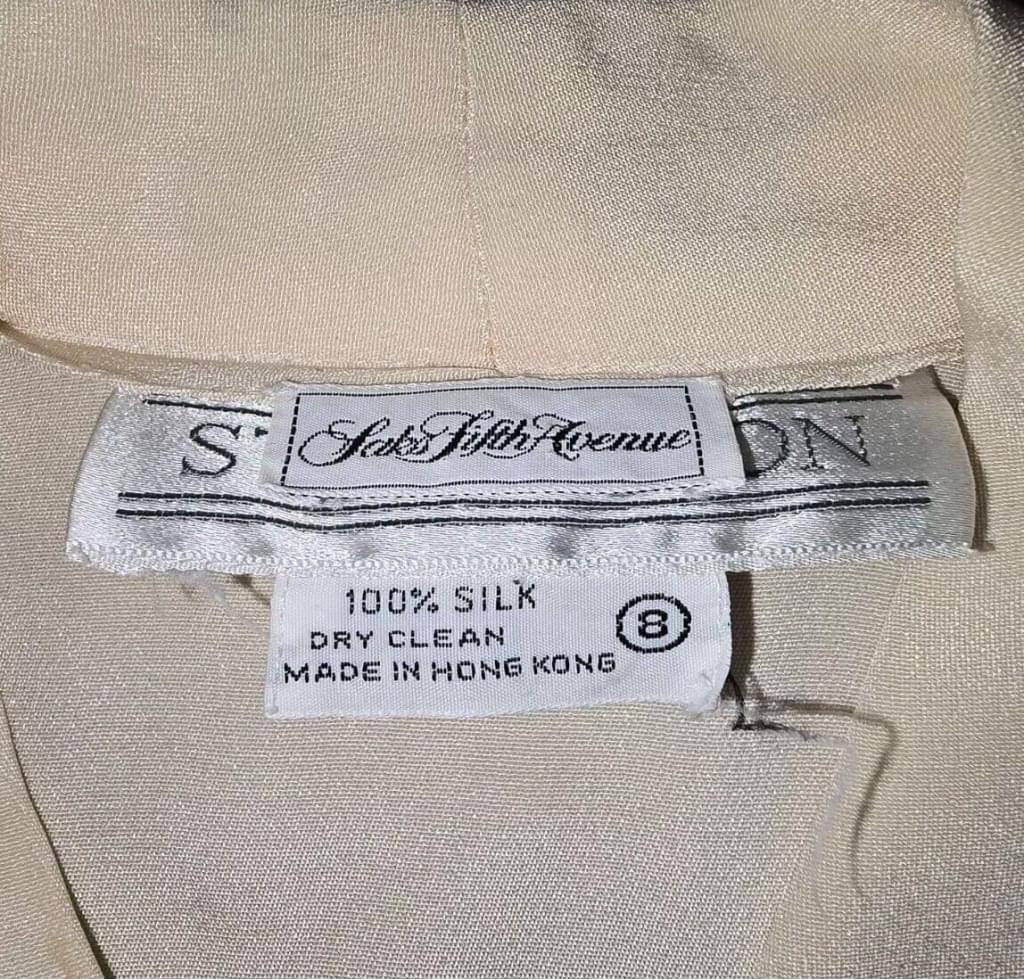 Saks Fifth Avenue
100% SILK
8
DRY CLEAN
MADE IN HONG KONG